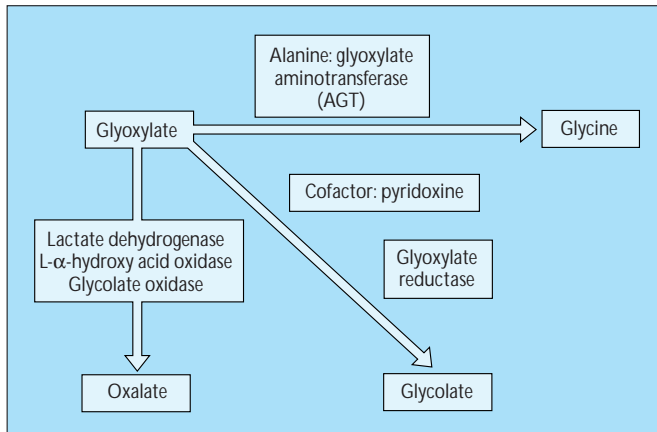 Alanine: glyoxylate
aminotransferase
(AGT)
Glyoxylate
Glycine
Cofactor: pyridoxine
Lactate dehydrogenase
L-α-hydroxy acid oxidase
Glycolate oxidase
Glyoxylate
reductase
Oxalate
Glycolate